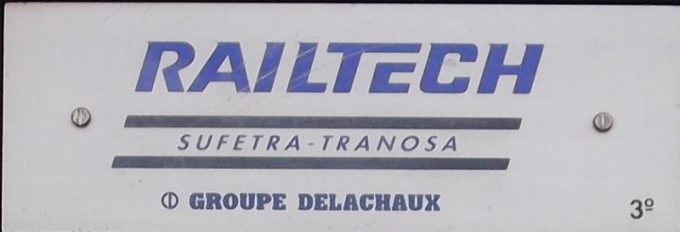 RAILTECH
SUFETRA-TRANOSA
GROUPE DELACHAUX
3º